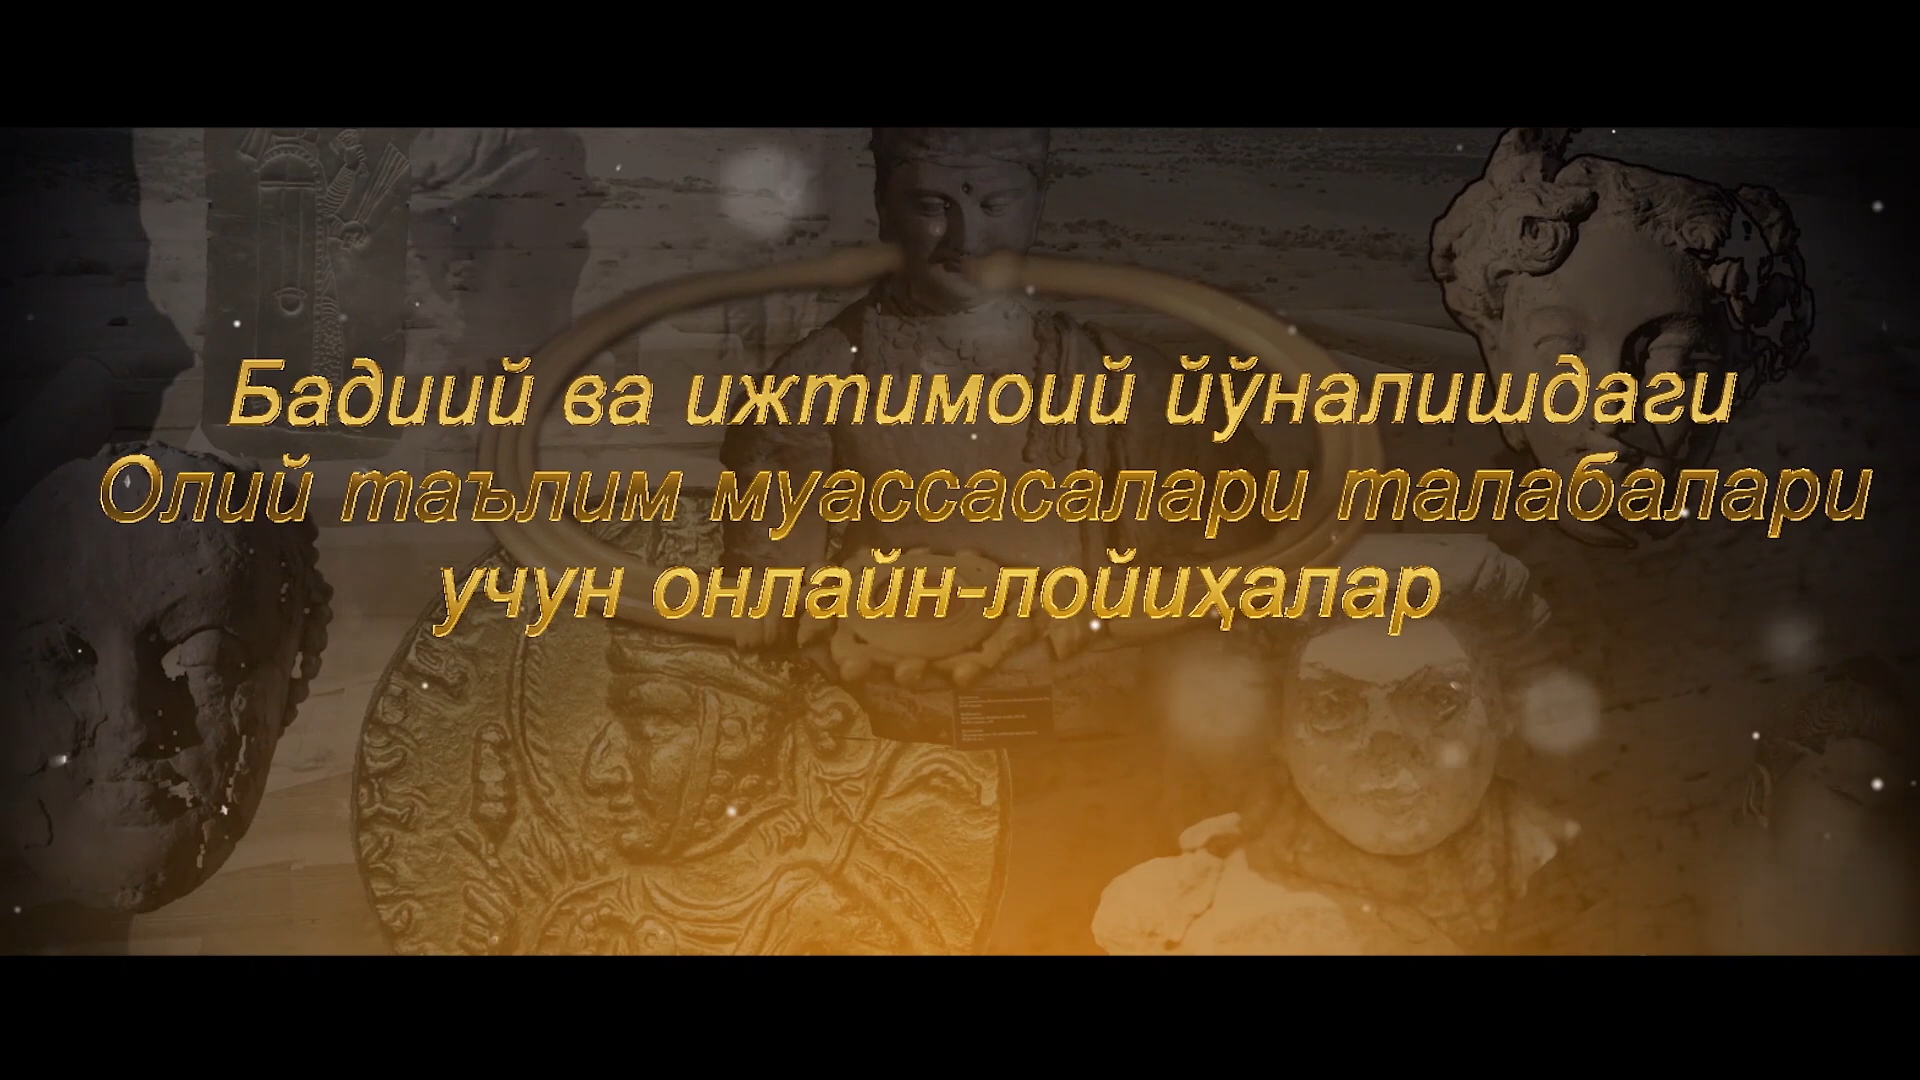 Бадиий ва ижтимоий йўналишдаги
Олий таълим муассасалари талабалари
учун онлайн-лойиҳалар